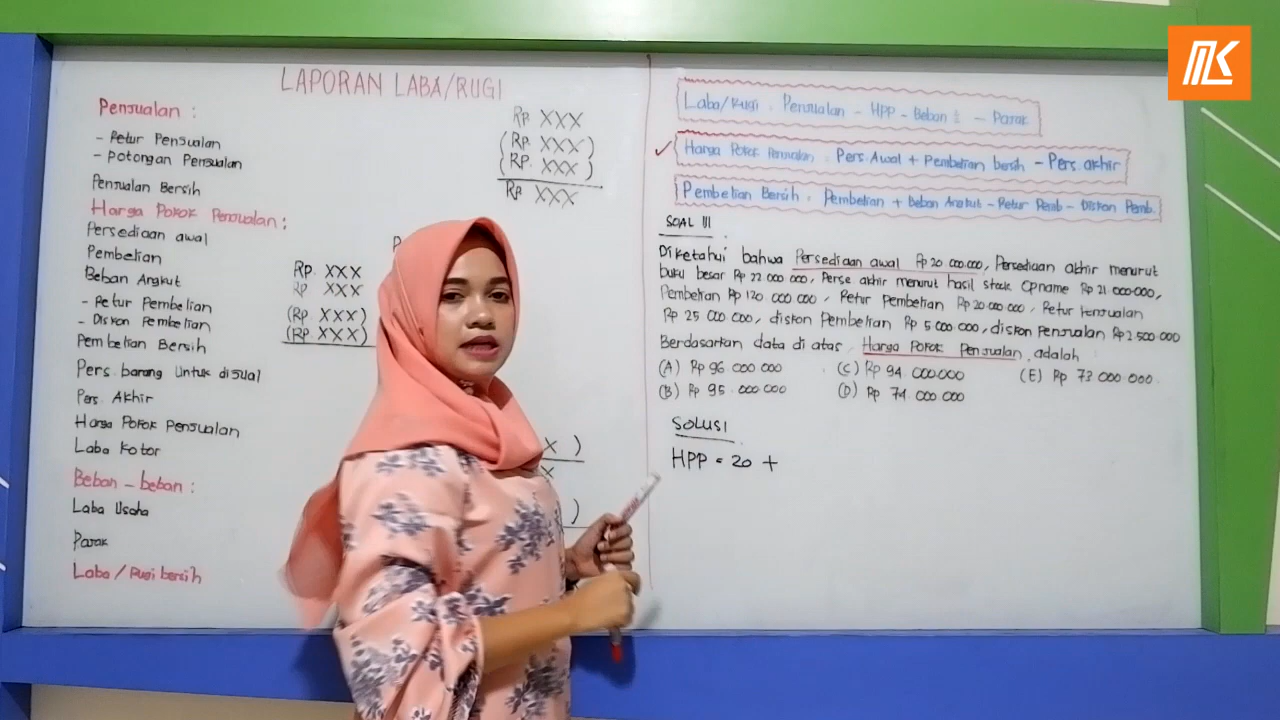 LAPORAN LABA/RUGI
Penjualan :
Rp XXX
- Retur Penjualan
(Rp XXX)
- potongan Penjualan
(Rp XXX)
Penjualan Bersih
Rp XXX
Harga Pokok Penjualan :
Persediaan awal
Pembelian
Rp. XXX
Beban Angkut
Rp XXX
- Retur Pembelian
(Rp XXX)
- Diskon Pembelian
(Rp XXX)
Pembelian Bersih
Pers. barang Untuk dijual
Pers. Akhir
Harga Pokok Penjualan
Laba Kotor
Beban - beban :
Laba Usaha
Pajak
Laba / Rugi bersih
Laba/Rugi : Penjualan - HPP - Beban - Pajak
Harga Pokok Penjualan : Pers. Awal + Pembelian bersih - Pers. akhir
Pembelian Bersih : Pembelian + Beban Angkut - Retur Pemb - Diskon Pemb.
SOAL III
Diketahui bahwa Persediaan awal Rp 20 000.000, Persediaan akhir menurut
buku besar Rp 22 000 000, Perse akhir menurut hasil stock Opname Rp 21 000.000,
Pembelian Rp 120 000 000, Retur Pembelian Rp 20 000 000, Retur Penjualan
Rp 25 000 000, diskon Pembelian Rp 5 000 000, diskon Penjualan Rp 2.500 000
Berdasarkan data di atas, Harga Pokok Penjualan adalah
(A) Rp 96 000 000 (C) Rp 94 000 000 (E) Rp 73 000 000
(B) Rp 95 000 000 (D) Rp 74 000 000
SOLUSI
HPP = 20 +